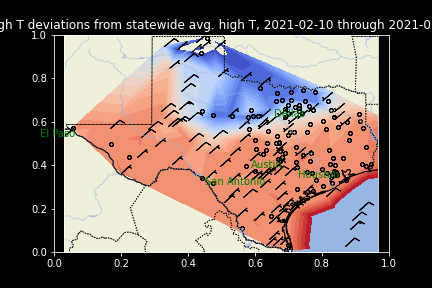 gh T deviations from statewide avg. high T, 2021-02-10 through 2021-0
1.0
0.8
0.6
0.4
0.2
0.0
El Paso
Dallas
Austin
San Antonio
Houston
0.0 0.2 0.4 0.6 0.8 1.0